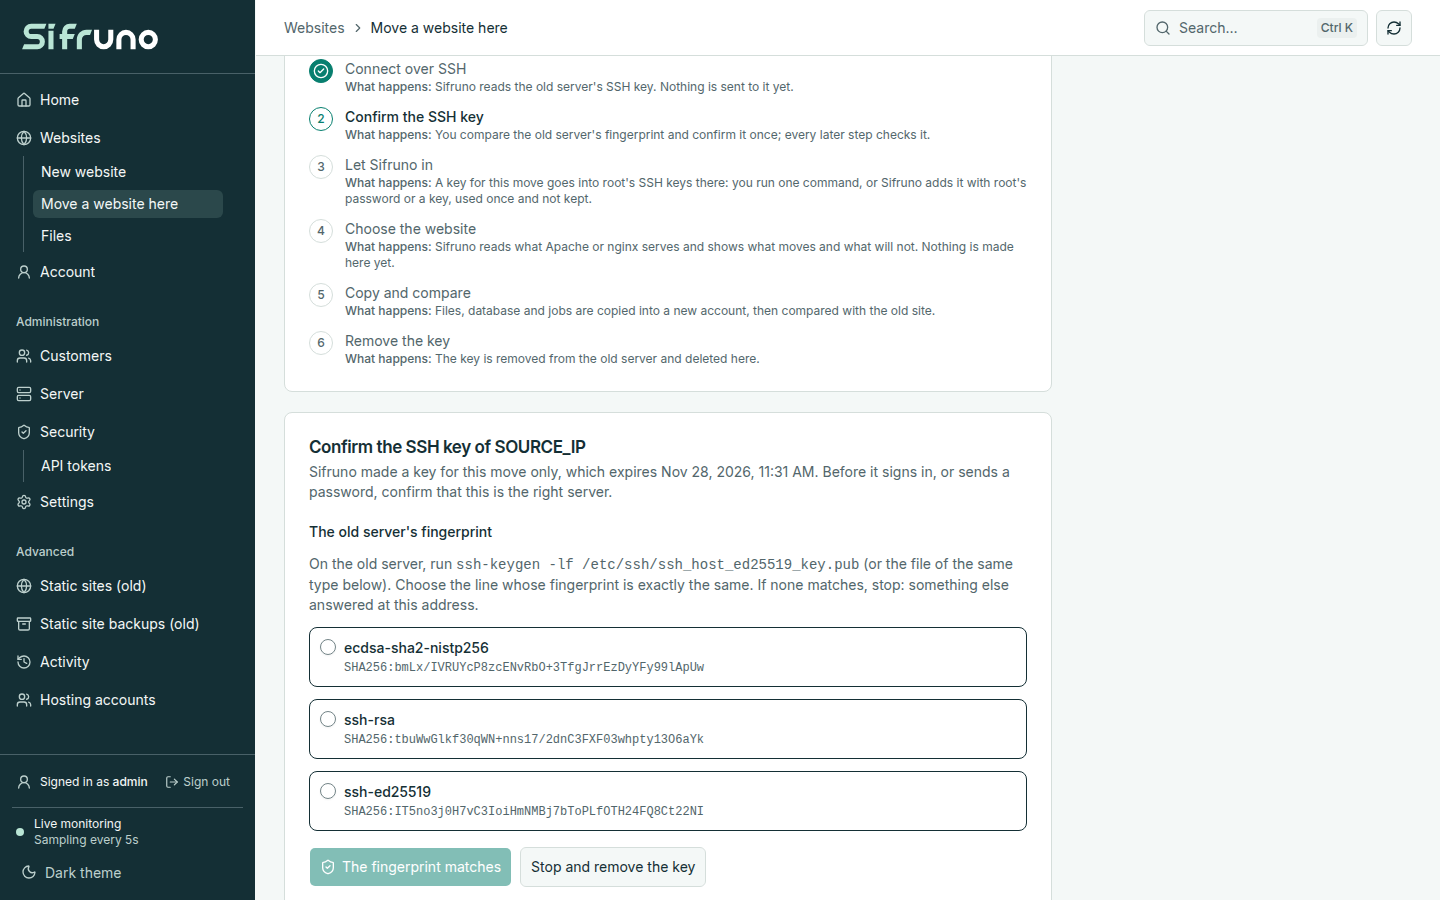 Sifruno
Home
Websites
New website
Move a website here
Files
Account
Administration
Customers
Server
Security
API tokens
Settings
Advanced
Static sites (old)
Static site backups (old)
Activity
Hosting accounts
Signed in as admin
Sign out
Live monitoring
Sampling every 5s
Dark theme
Websites > Move a website here
Search... Ctrl K
Connect over SSH
What happens: Sifruno reads the old server's SSH key. Nothing is sent to it yet.
2 Confirm the SSH key
What happens: You compare the old server's fingerprint and confirm it once; every later step checks it.
3 Let Sifruno in
What happens: A key for this move goes into root's SSH keys there: you run one command, or Sifruno adds it with root's
password or a key, used once and not kept.
4 Choose the website
What happens: Sifruno reads what Apache or nginx serves and shows what moves and what will not. Nothing is made
here yet.
5 Copy and compare
What happens: Files, database and jobs are copied into a new account, then compared with the old site.
6 Remove the key
What happens: The key is removed from the old server and deleted here.
Confirm the SSH key of SOURCE_IP
Sifruno made a key for this move only, which expires Nov 28, 2026, 11:31 AM. Before it signs in, or sends a
password, confirm that this is the right server.
The old server's fingerprint
On the old server, run ssh-keygen -lf /etc/ssh/ssh_host_ed25519_key.pub (or the file of the same
type below). Choose the line whose fingerprint is exactly the same. If none matches, stop: something else
answered at this address.
ecdsa-sha2-nistp256
SHA256:bmLx/IVRUYcP8zcENvRbO+3TfgJrrEzDyYFy99lApUw
ssh-rsa
SHA256:tbuWwGlkf30qWN+nns17/2dnC3FXF03whpty13O6aYk
ssh-ed25519
SHA256:IT5no3j0H7vC3IoiHmNMBj7bToPLfOTH24FQ8Ct22NI
The fingerprint matches
Stop and remove the key